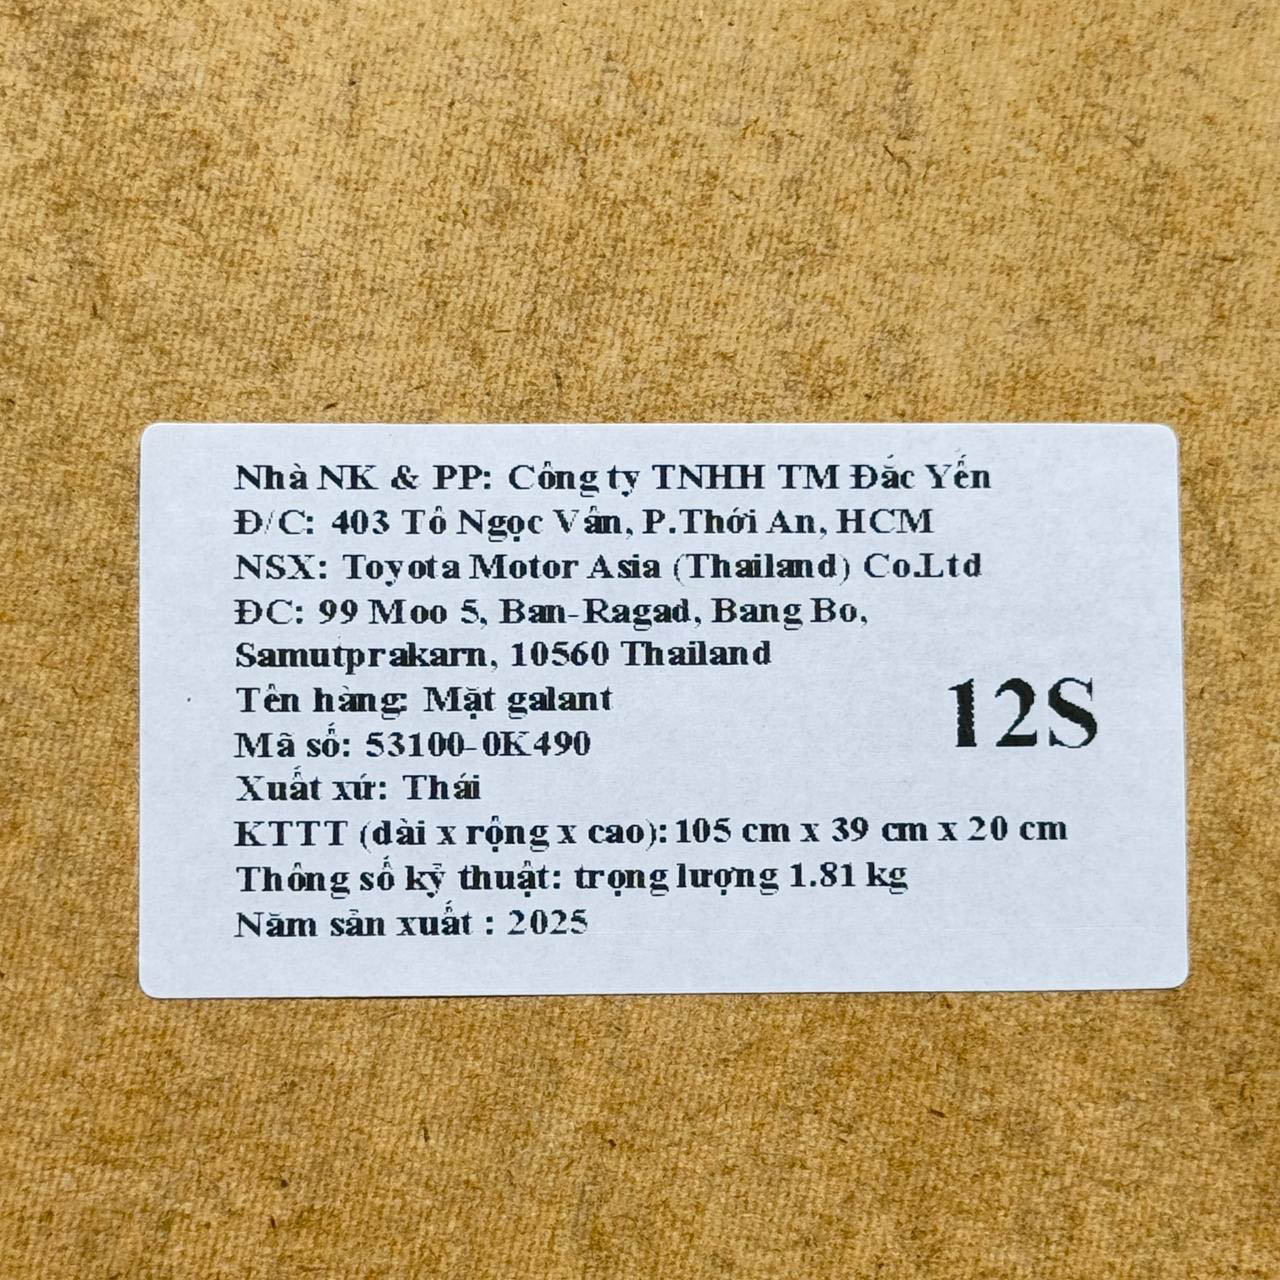 Nhà NK & PP: Công ty TNHH TM Đắc Yến
Đ/C: 403 Tô Ngọc Vân, P.Thới An, HCM
NSX: Toyota Motor Asia (Thailand) Co.Ltd
ĐC: 99 Moo 5, Ban-Ragad, Bang Bo,
Samutprakarn, 10560 Thailand
Tên hàng: Mặt galant
Mã số: 53100-0K490
12S
Xuất xứ: Thái
KTTT (dài x rộng x cao): 105 cm x 39 cm x 20 cm
Thông số kỹ thuật: trọng lượng 1.81 kg
Năm sản xuất : 2025